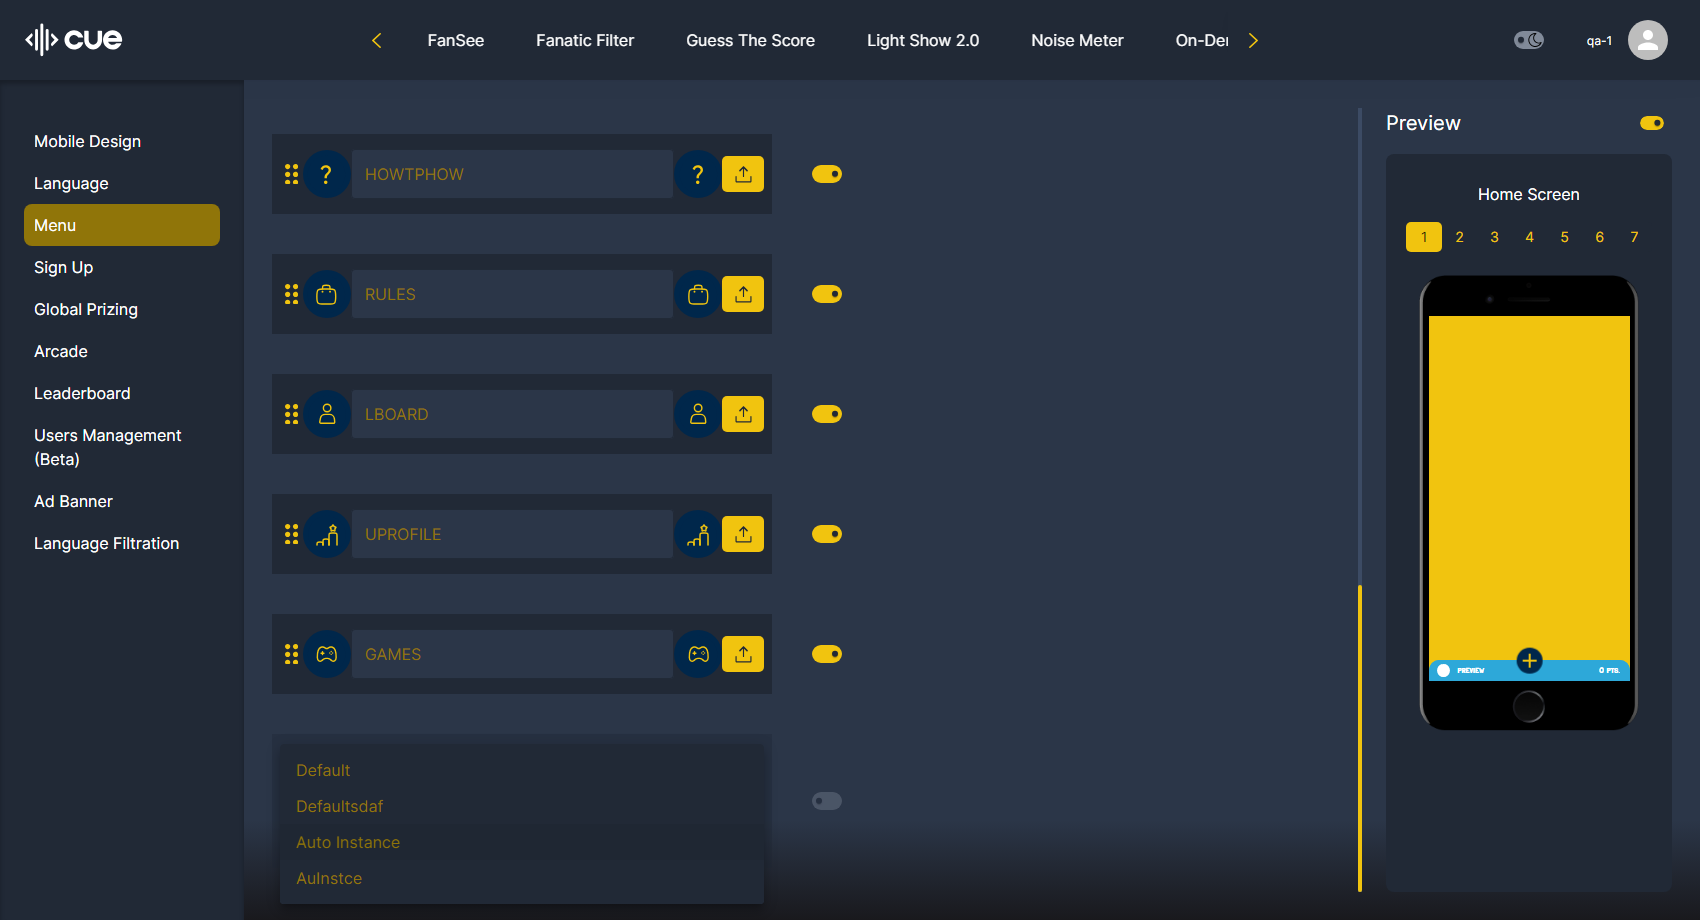 cue
FanSee
Fanatic Filter
Guess The Score
Light Show 2.0
Noise Meter
On-Der
qa-1
Mobile Design
Language
Menu
Sign Up
Global Prizing
Arcade
Leaderboard
Users Management
(Beta)
Ad Banner
Language Filtration
HOWTPHOW
RULES
LBOARD
UPROFILE
GAMES
Default
Defaultsdaf
Auto Instance
AuInstce
Preview
Home Screen
1 2 3 4 5 6 7
PREVIEW
0 PTS.